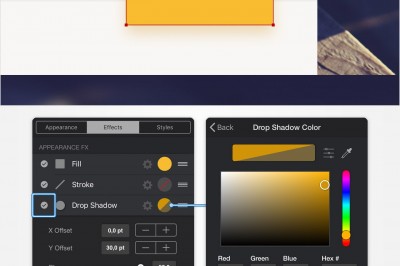 Appearance Effects Styles
APPEARANCE FX
Fill
Stroke
Drop Shadow
X Offset 0,0 pt
Y Offset 30,0 pt
Back Drop Shadow Color
Red Green Blue Hex #